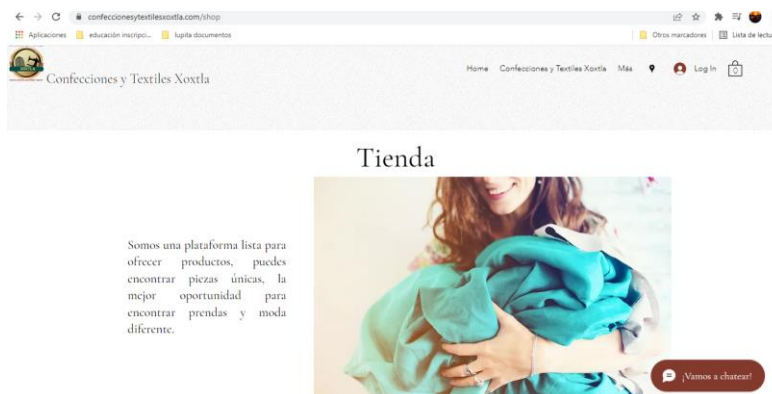 confeccionesytextilesxoxtla.com/shop
Aplicaciones educación inscripci... lupita documentos Otros marcadores Lista de lectu
Confecciones y Textiles Xoxtla
Home Confecciones y Textiles Xoxtla Más Log In 0
Tienda
Somos una plataforma lista para
ofrecer productos, puedes
encontrar piezas únicas, la
mejor oportunidad para
encontrar prendas y moda
diferente.
¡Vamos a chatear!